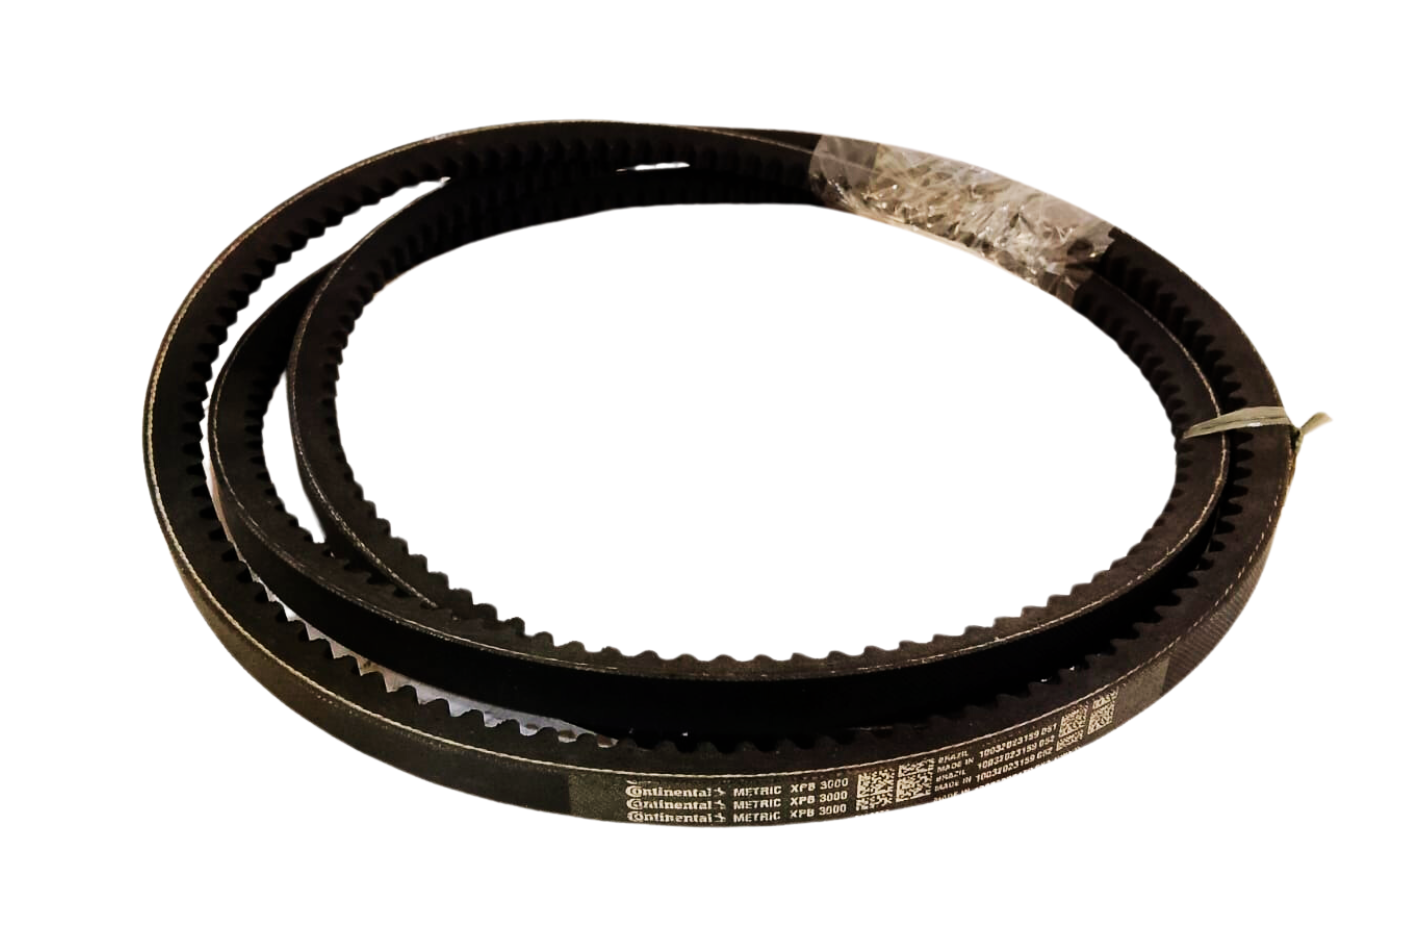 Continental METRIC XPB 3000
Continental METRIC XPB 3000
Continental METRIC XPB 3000
BRAZIL 10032023159 051
MADE IN 10032023159 052
BRAZIL 10032023159 052
MADE IN